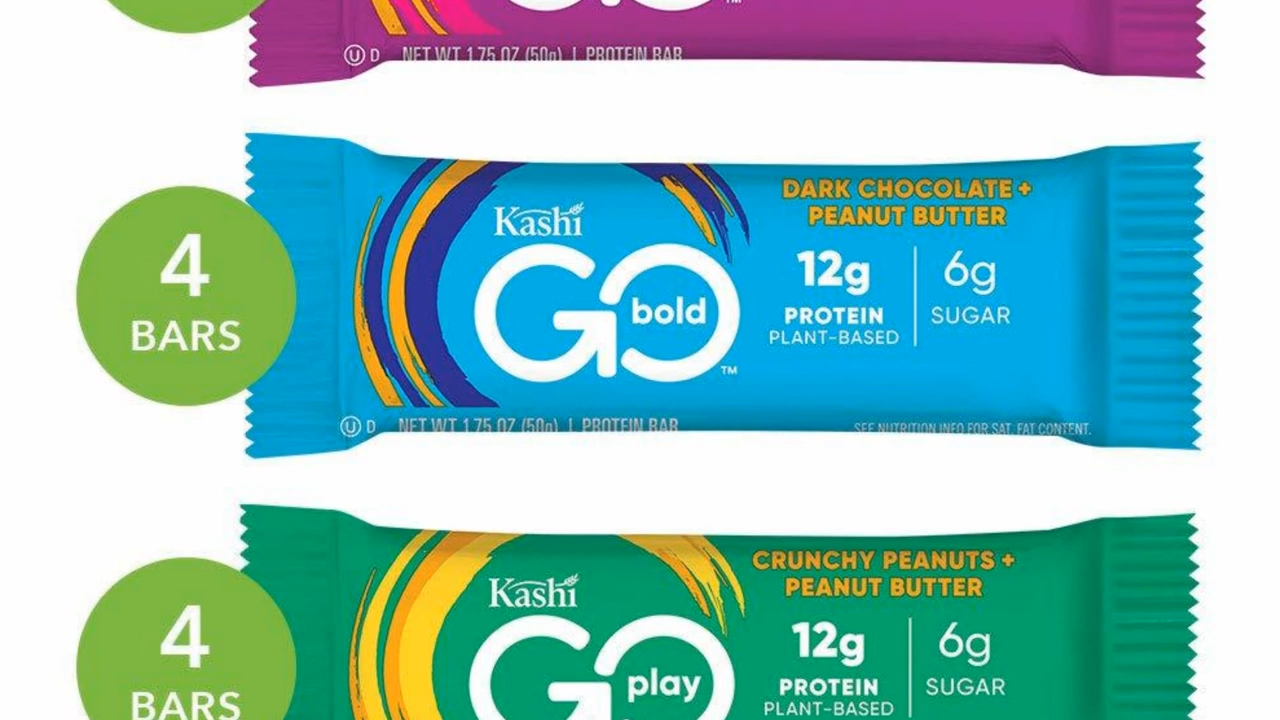 TM
Ⓤ D NET WT 1.75 OZ (50g) | PROTEIN BAR
4
BARS
Kashi
GO
bold
TM
DARK CHOCOLATE +
PEANUT BUTTER
12g
PROTEIN
PLANT-BASED
6g
SUGAR
Ⓤ D NET WT 1.75 OZ (50g) | PROTEIN BAR
SEE NUTRITION INFO FOR SAT. FAT CONTENT.
4
BARS
Kashi
GO
play
CRUNCHY PEANUTS +
PEANUT BUTTER
12g
PROTEIN
PLANT-BASED
6g
SUGAR